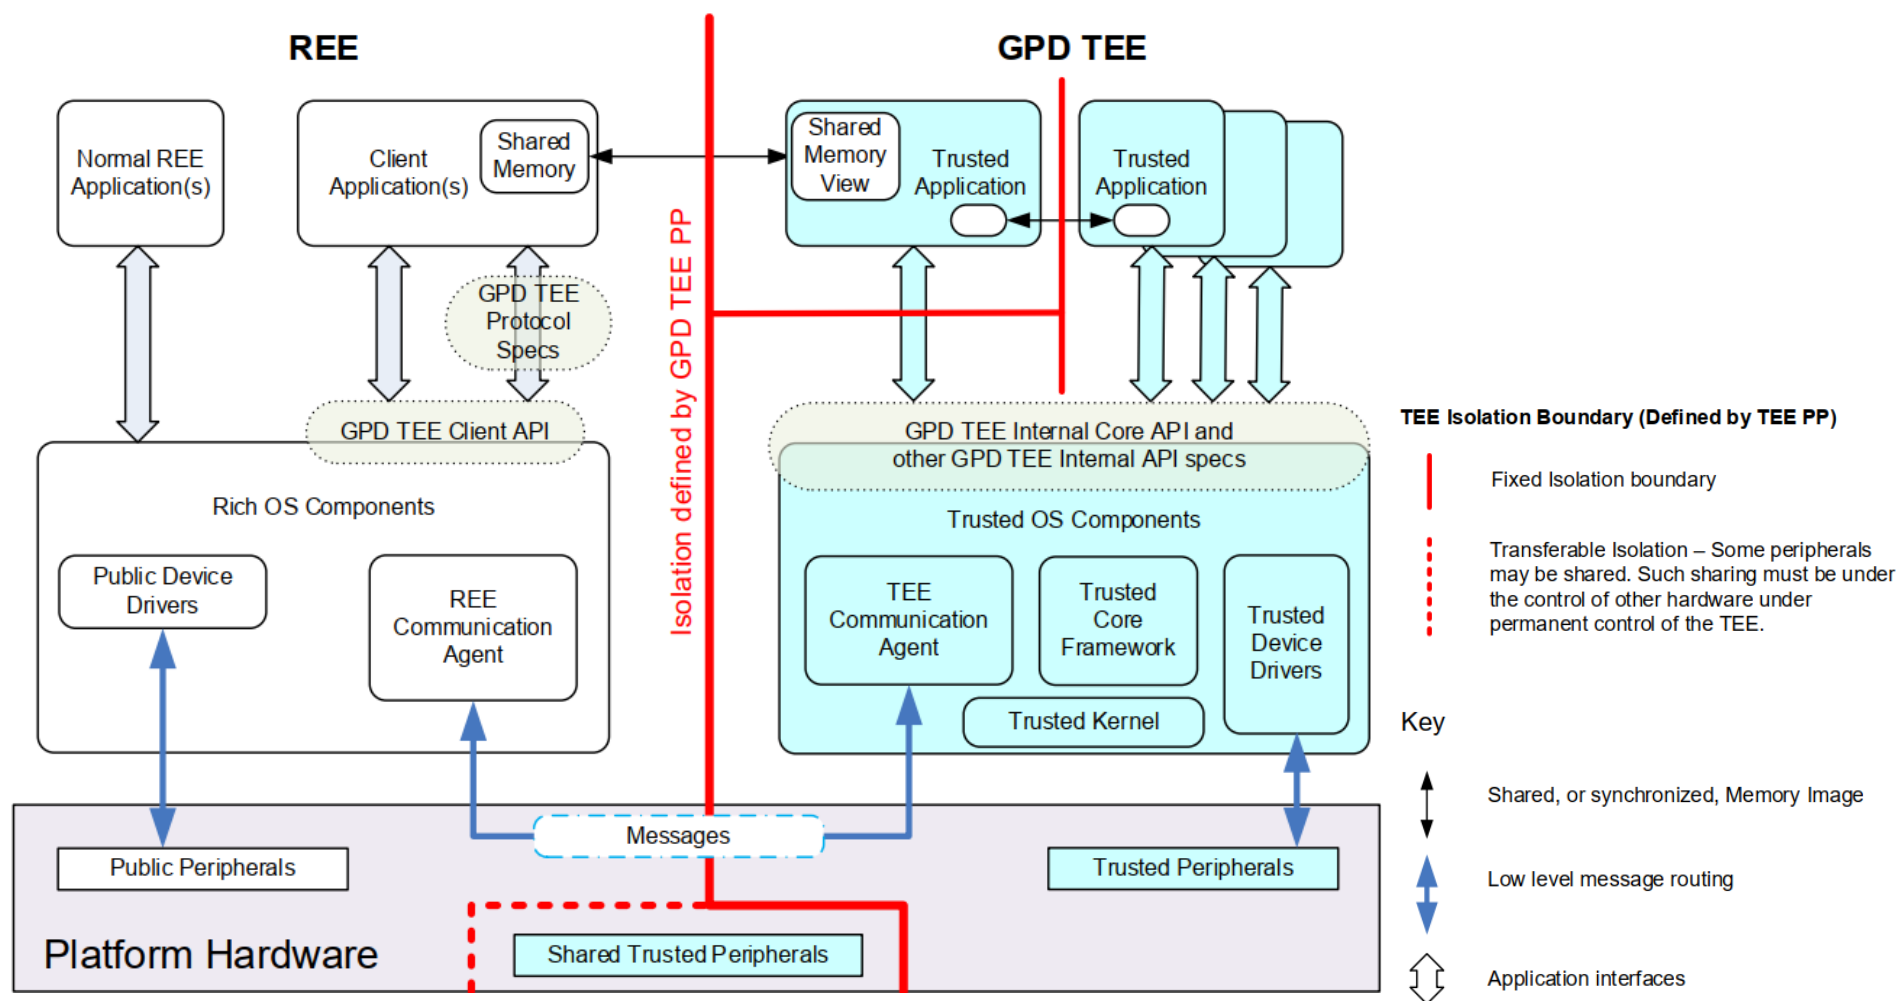 REE
GPD TEE
Normal REE
Application(s)
Client
Application(s)
Shared
Memory
Shared
Memory
View
Trusted
Application
Trusted
Application
GPD TEE
Protocol
Specs
Isolation defined by GPD TEE PP
GPD TEE Client API
GPD TEE Internal Core API and
other GPD TEE Internal API specs
Rich OS Components
Trusted OS Components
Public Device
Drivers
REE
Communication
Agent
TEE
Communication
Agent
Trusted
Core
Framework
Trusted
Device
Drivers
Trusted Kernel
Messages
Public Peripherals
Trusted Peripherals
Platform Hardware
Shared Trusted Peripherals
TEE Isolation Boundary (Defined by TEE PP)
Fixed Isolation boundary
Transferable Isolation – Some peripherals
may be shared. Such sharing must be under
the control of other hardware under
permanent control of the TEE.
Key
Shared, or synchronized, Memory Image
Low level message routing
Application interfaces